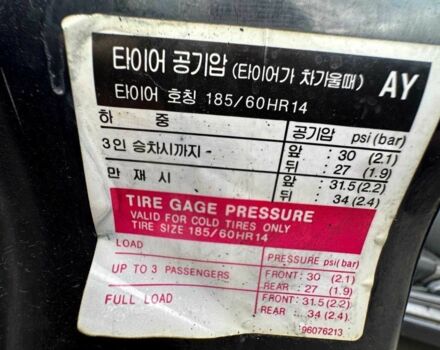 타이어 공기압 (타이어가 차가울때) AY
타이어 호칭 185/60HR14
하 중 공기압 psi(bar)
3인 승차시까지- 앞 : 30 (2.1)
뒤 : 27 (1.9)
만 재 시 앞 : 31.5(2.2)
뒤 : 34(2.4)
TIRE GAGE PRESSURE
VALID FOR COLD TIRES ONLY
TIRE SIZE 185/60HR14
LOAD PRESSURE psi(bar)
UP TO 3 PASSENGERS FRONT: 30 (2.1)
REAR : 27 (1.9)
FULL LOAD FRONT: 31.5(2.2)
REAR : 34(2.4)
96076213